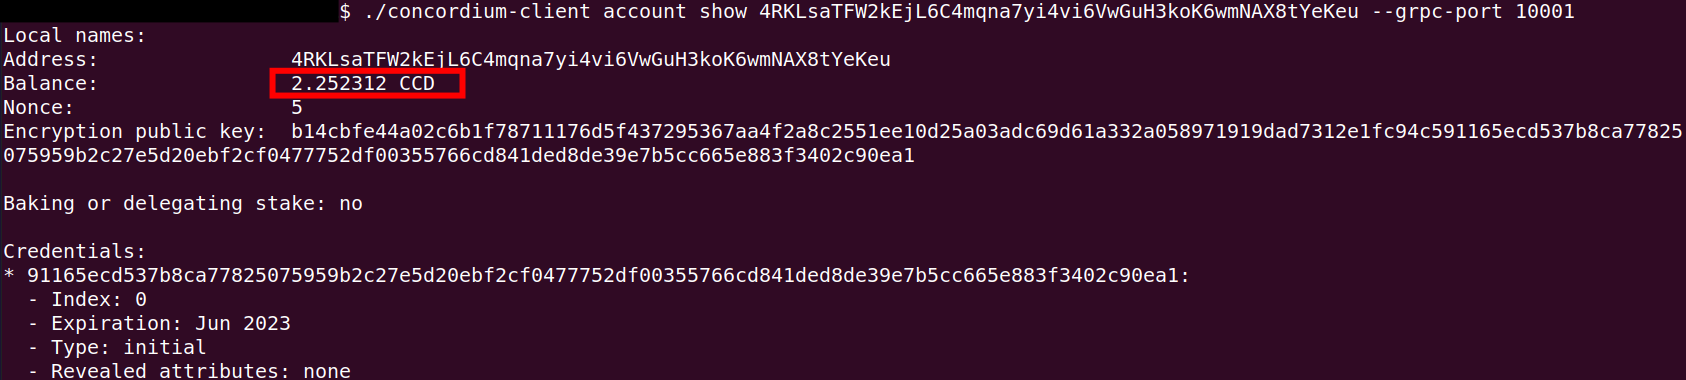 $ ./concordium-client account show 4RKLsaTFW2kEjL6C4mqna7yi4vi6VwGuH3koK6wmNAX8tYeKeu --grpc-port 10001
Local names:
Address:                4RKLsaTFW2kEjL6C4mqna7yi4vi6VwGuH3koK6wmNAX8tYeKeu
Balance:                2.252312 CCD
Nonce:                  5
Encryption public key:  b14cbfe44a02c6b1f78711176d5f437295367aa4f2a8c2551ee10d25a03adc69d61a332a058971919dad7312e1fc94c591165ecd537b8ca77825
075959b2c27e5d20ebf2cf0477752df00355766cd841ded8de39e7b5cc665e883f3402c90ea1
Baking or delegating stake: no
Credentials:
* 91165ecd537b8ca77825075959b2c27e5d20ebf2cf0477752df00355766cd841ded8de39e7b5cc665e883f3402c90ea1:
  - Index: 0
  - Expiration: Jun 2023
  - Type: initial
  - Revealed attributes: none